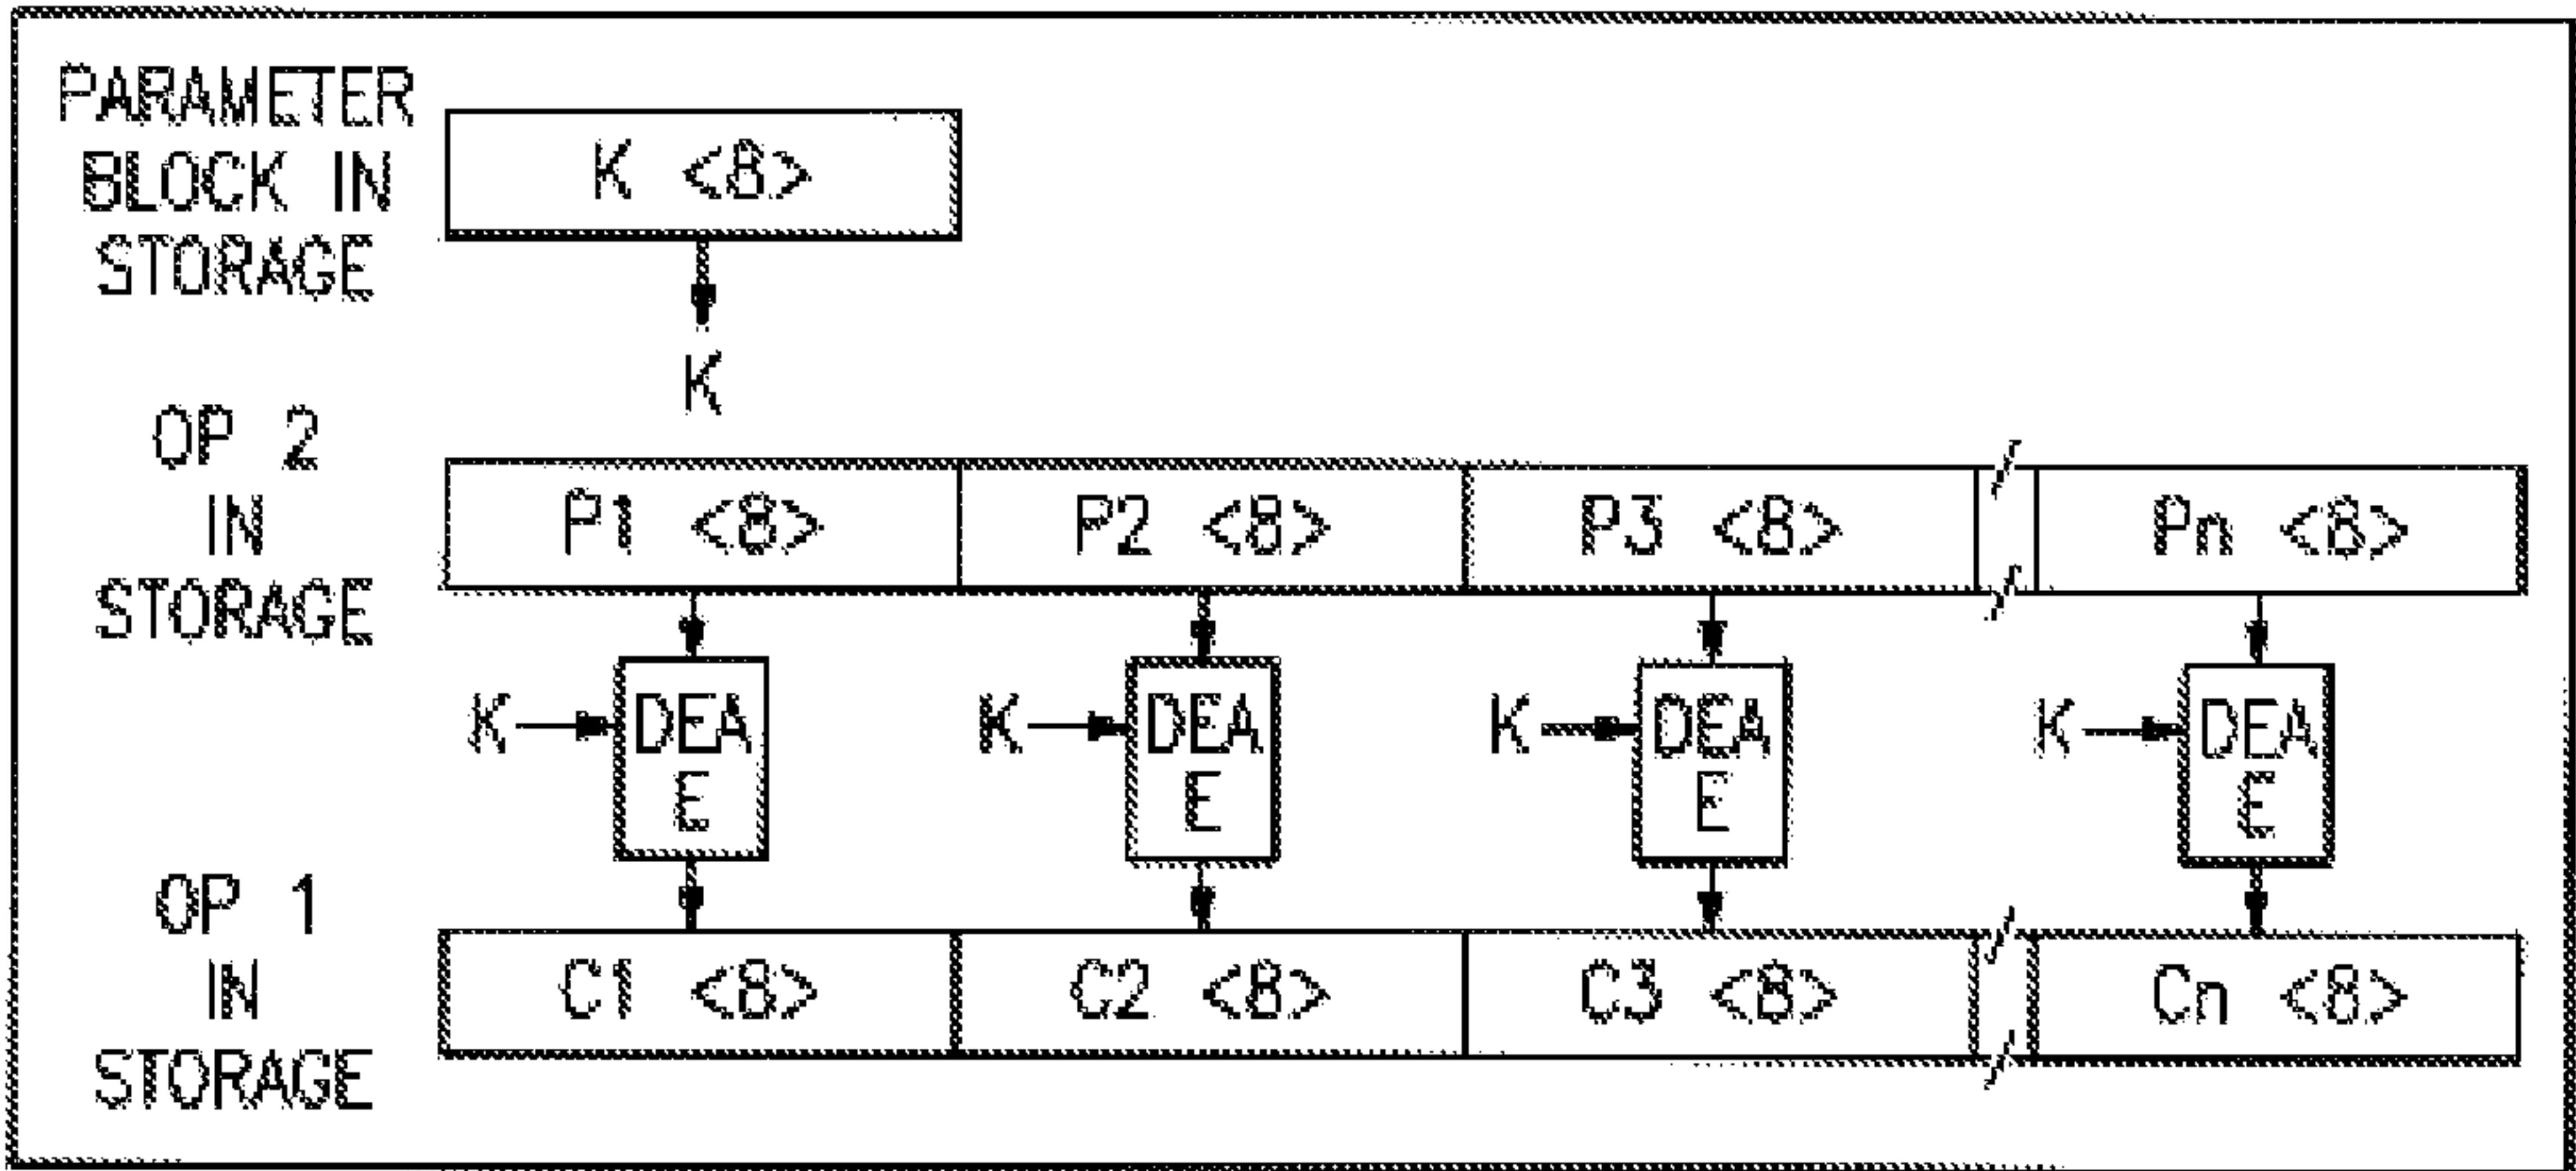 PARAMETER
BLOCK IN
STORAGE
K <8>
K
OP 2
IN
STORAGE
P1 <8> P2 <8> P3 <8> Pn <8>
K DEA K DEA K DEA K DEA
E E E E
OP 1
IN
STORAGE
C1 <8> C2 <8> C3 <8> Cn <8>